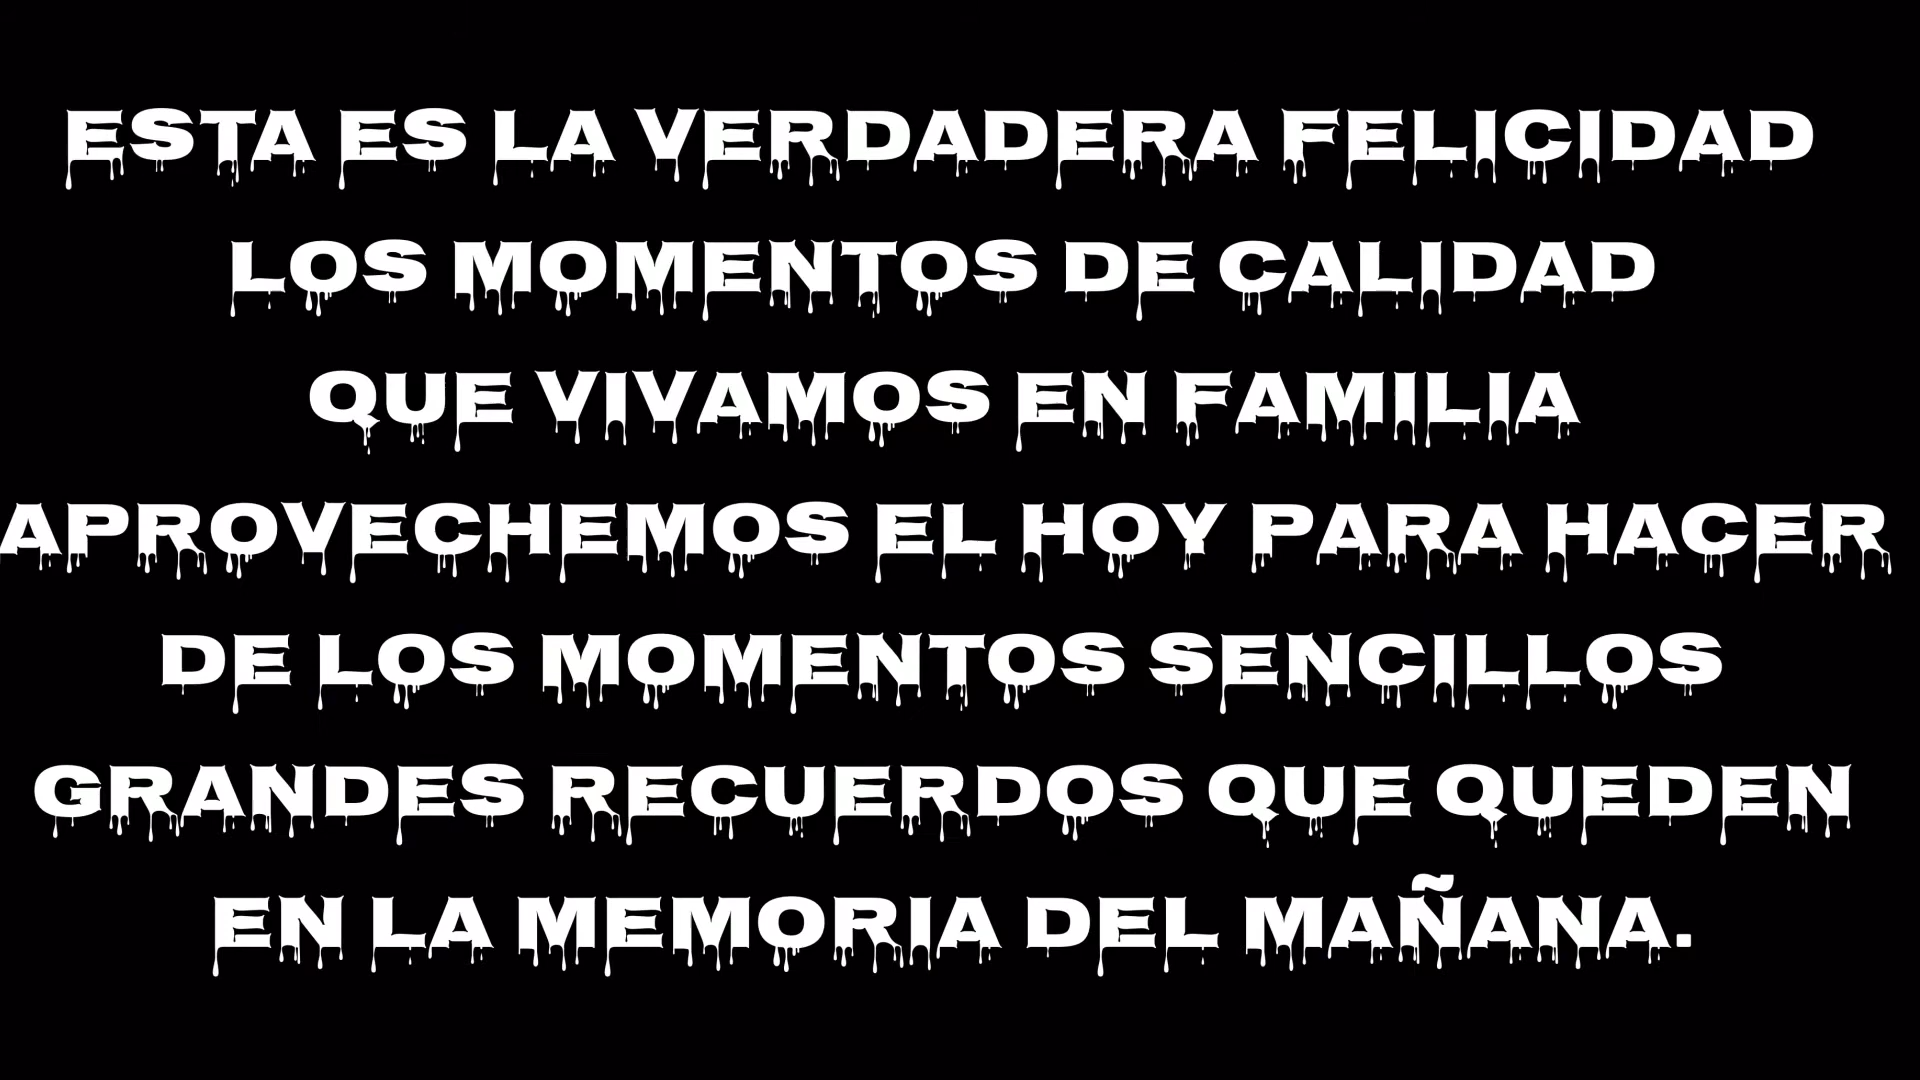 ESTA ES LA VERDADERA FELICIDAD
LOS MOMENTOS DE CALIDAD
QUE VIVAMOS EN FAMILIA
APROVECHEMOS EL HOY PARA HACER
DE LOS MOMENTOS SENCILLOS
GRANDES RECUERDOS QUE QUEDEN
EN LA MEMORIA DEL MAÑANA.